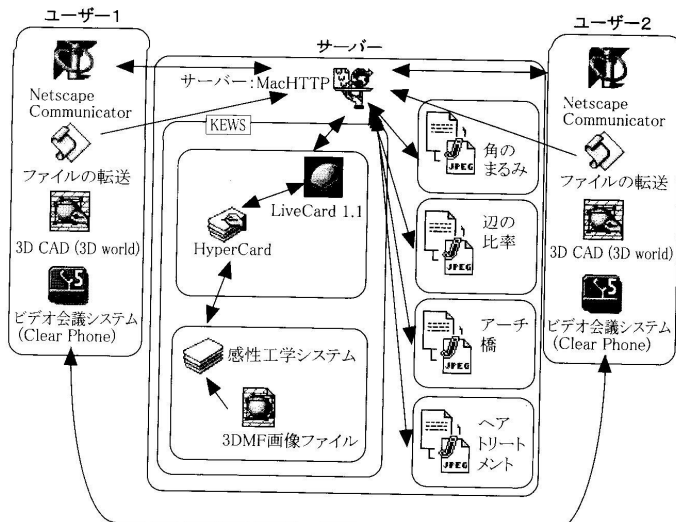 ユーザー1
Netscape
Communicator
ファイルの転送
3D CAD (3D world)
ビデオ会議システム
(Clear Phone)
サーバー
サーバー:MacHTTP
KEWS
LiveCard 1.1
HyperCard
感性工学システム
3DMF画像ファイル
JPEG
角の
まるみ
JPEG
辺の
比率
JPEG
アーチ
橋
JPEG
ヘア
トリート
メント
ユーザー2
Netscape
Communicator
ファイルの転送
3D CAD (3D world)
ビデオ会議システム
(Clear Phone)